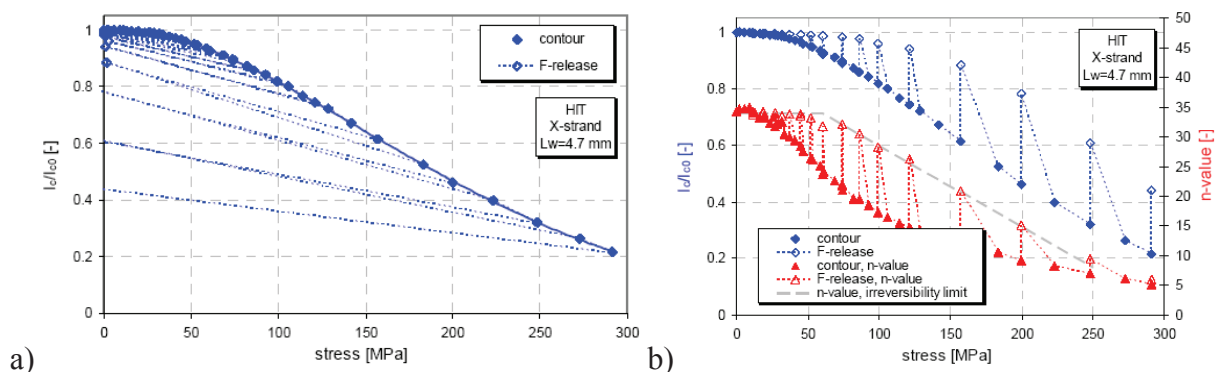 a)
Ic/Ic0 [-]
1
0.8
0.6
0.4
0.2
0
0 50 100 150 200 250 300
stress [MPa]
contour
F-release
HIT
X-strand
Lw=4.7 mm
b)
Ic/Ic0 [-]
1
0.8
0.6
0.4
0.2
0
0 50 100 150 200 250 300
stress [MPa]
50
45
40
35
30
25
20
15
10
5
0
n-value [-]
HIT
X-strand
Lw=4.7 mm
contour
F-release
contour, n-value
F-release, n-value
n-value, irreversibility limit